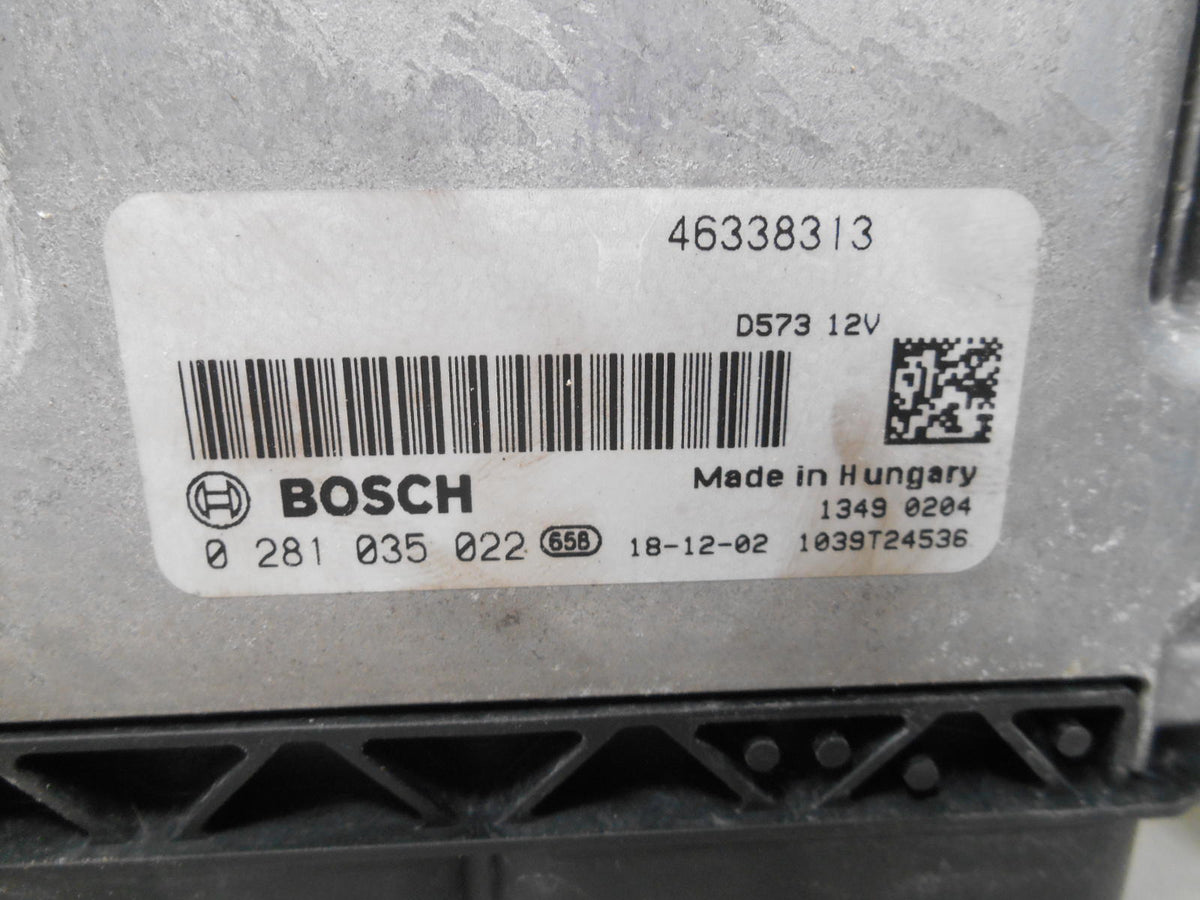 46338313
D573 12V
BOSCH
Made in Hungary
1349 0204
0 281 035 022 658 18-12-02 1039T24536